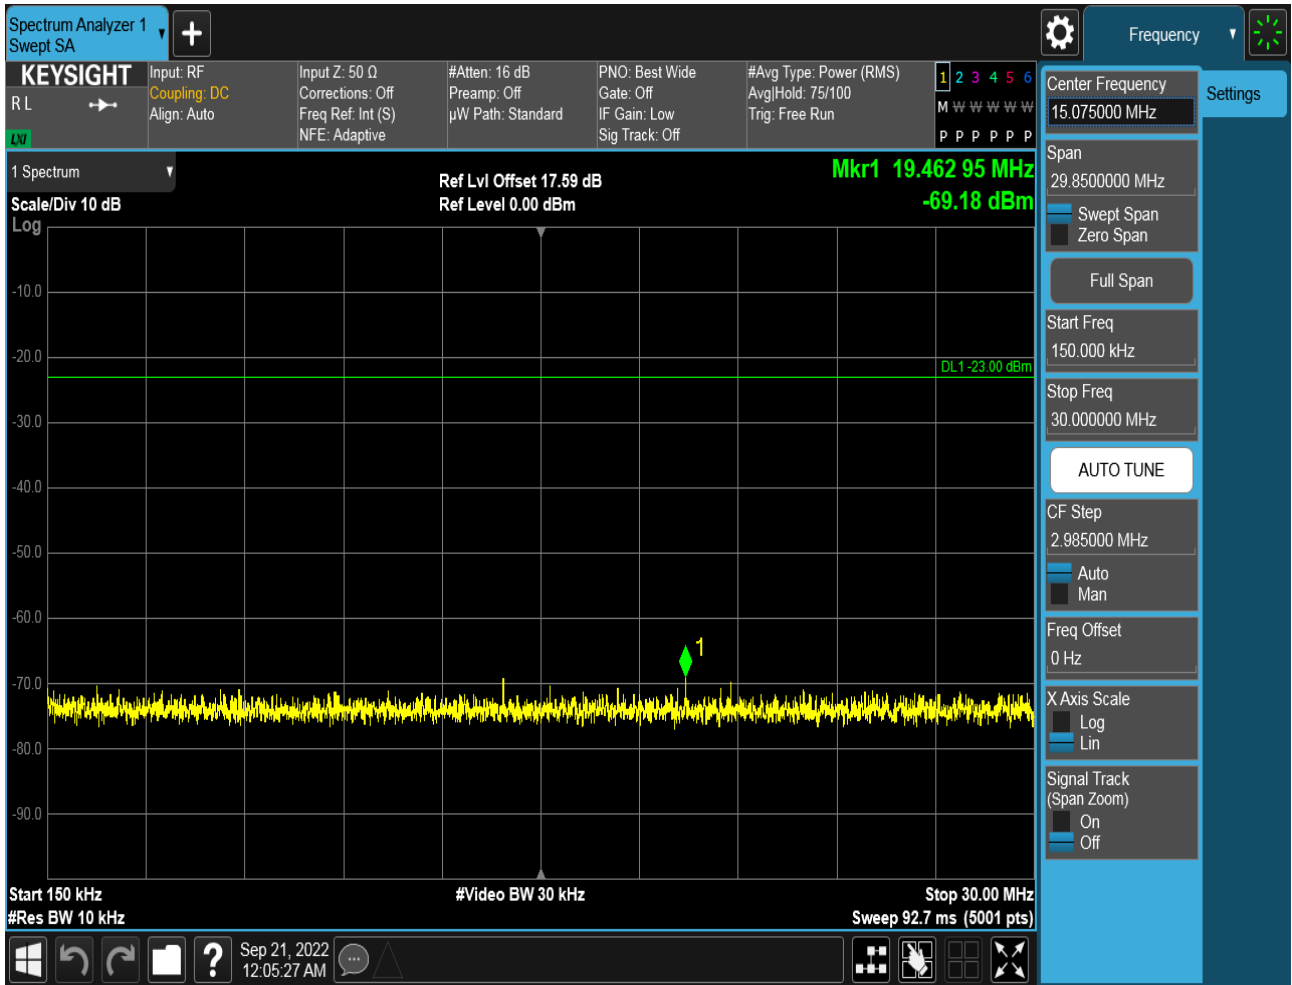 Spectrum Analyzer 1
Swept SA
Frequency
KEYSIGHT
R L
LXI
Input: RF
Coupling: DC
Align: Auto
Input Z: 50 Ω
Corrections: Off
Freq Ref: Int (S)
NFE: Adaptive
#Atten: 16 dB
Preamp: Off
µW Path: Standard
PNO: Best Wide
Gate: Off
IF Gain: Low
Sig Track: Off
#Avg Type: Power (RMS)
Avg|Hold: 75/100
Trig: Free Run
1 2 3 4 5 6
M W W W W W
P P P P P P
1 Spectrum
Scale/Div 10 dB
Log
Ref Lvl Offset 17.59 dB
Ref Level 0.00 dBm
Mkr1 19.462 95 MHz
-69.18 dBm
-10.0
-20.0
DL1 -23.00 dBm
-30.0
-40.0
-50.0
-60.0
1
-70.0
-80.0
-90.0
Start 150 kHz
#Res BW 10 kHz
#Video BW 30 kHz
Stop 30.00 MHz
Sweep 92.7 ms (5001 pts)
Sep 21, 2022
12:05:27 AM
Center Frequency
15.075000 MHz
Settings
Span
29.8500000 MHz
Swept Span
Zero Span
Full Span
Start Freq
150.000 kHz
Stop Freq
30.000000 MHz
AUTO TUNE
CF Step
2.985000 MHz
Auto
Man
Freq Offset
0 Hz
X Axis Scale
Log
Lin
Signal Track
(Span Zoom)
On
Off